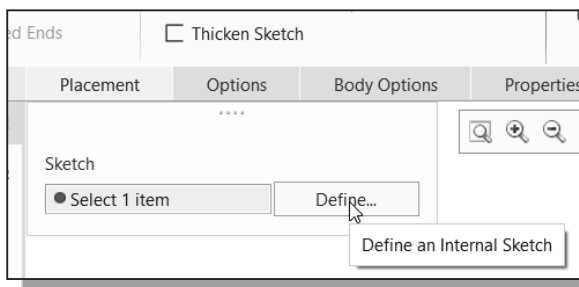 ed Ends
Thicken Sketch
Placement Options Body Options Properties
Sketch
Select 1 item Define...
Define an Internal Sketch